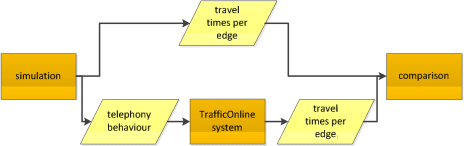 travel
times per
edge
simulation
comparison
telephony
behaviour
TrafficOnline
system
travel
times per
edge